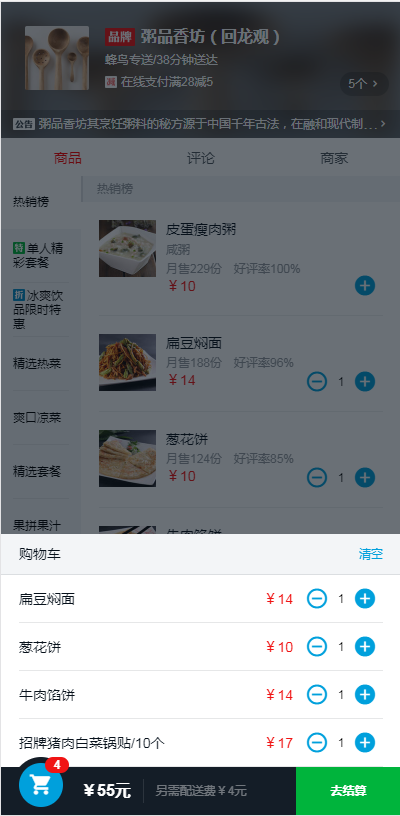 品牌 粥品香坊（回龙观）
蜂鸟专送/38分钟送达
减 在线支付满28减5
5个 >
公告 粥品香坊其烹饪粥料的秘方源于中国千年古法，在融和现代制... >
商品 评论 商家
热销榜
热销榜
特 单人精彩套餐
折 冰爽饮品限时特惠
精选热菜
爽口凉菜
精选套餐
果拼果汁
皮蛋瘦肉粥
咸粥
月售229份 好评率100%
￥10
扁豆焖面
月售188份 好评率96%
￥14 1
葱花饼
月售124份 好评率85%
￥10 1
牛肉馅饼
购物车 清空
扁豆焖面 ￥14 1
葱花饼 ￥10 1
牛肉馅饼 ￥14 1
招牌猪肉白菜锅贴/10个 ￥17 1
4 ￥55元 另需配送费￥4元 去结算